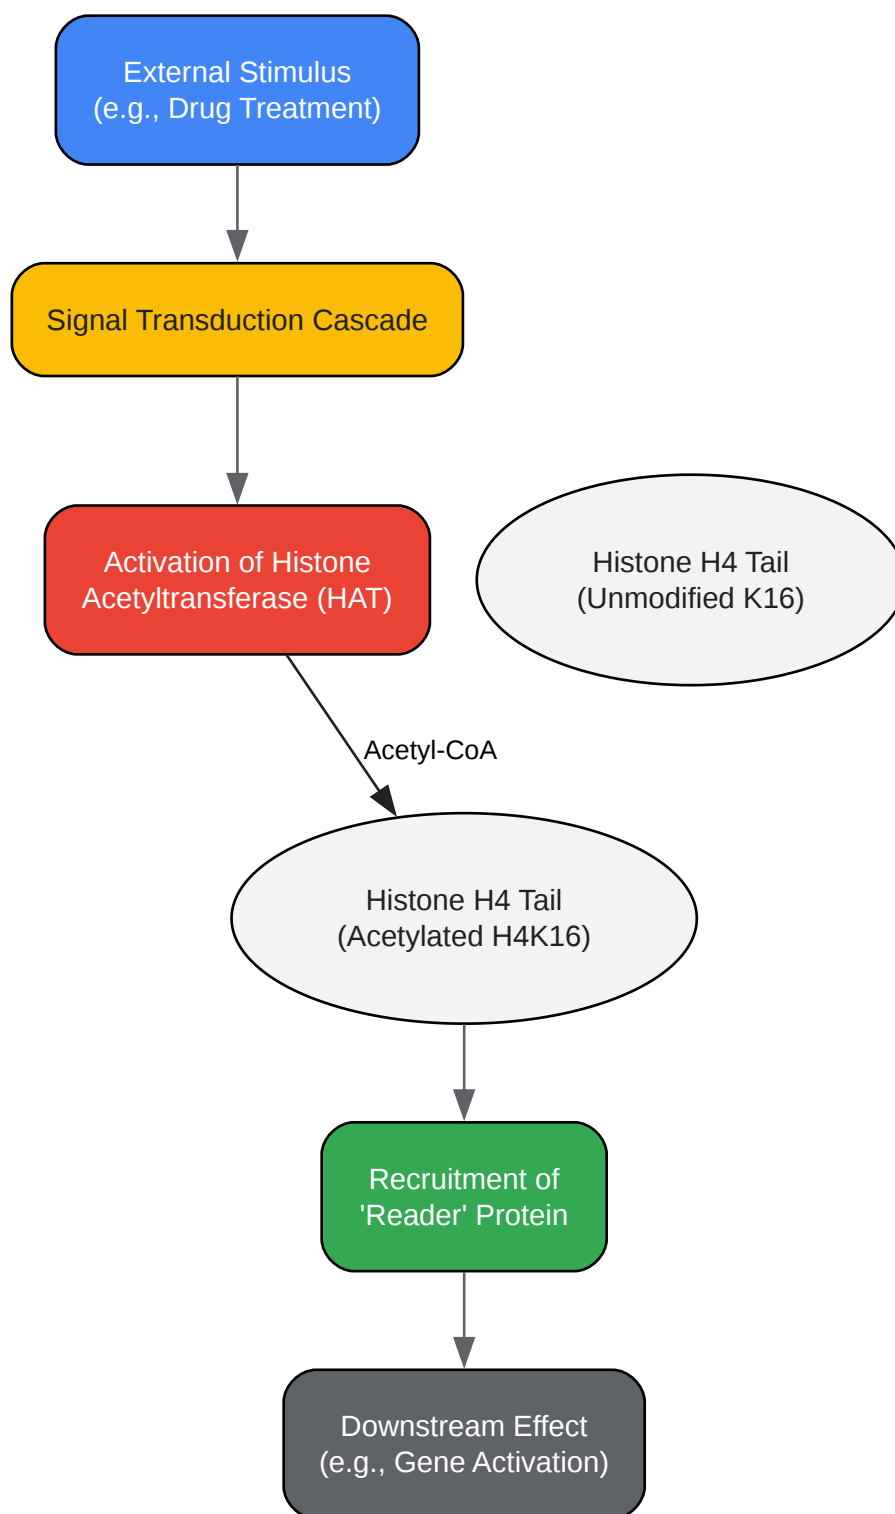 External Stimulus
(e.g., Drug Treatment)
Signal Transduction Cascade
Activation of Histone
Acetyltransferase (HAT)
Histone H4 Tail
(Unmodified K16)
Acetyl-CoA
Histone H4 Tail
(Acetylated H4K16)
Recruitment of
'Reader' Protein
Downstream Effect
(e.g., Gene Activation)